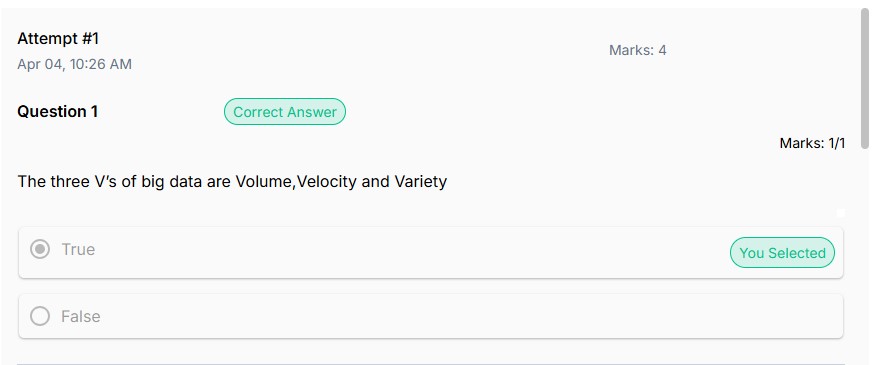 Attempt #1
Marks: 4
Apr 04, 10:26 AM
Question 1
Correct Answer
Marks: 1/1
The three V’s of big data are Volume,Velocity and Variety
True
You Selected
False